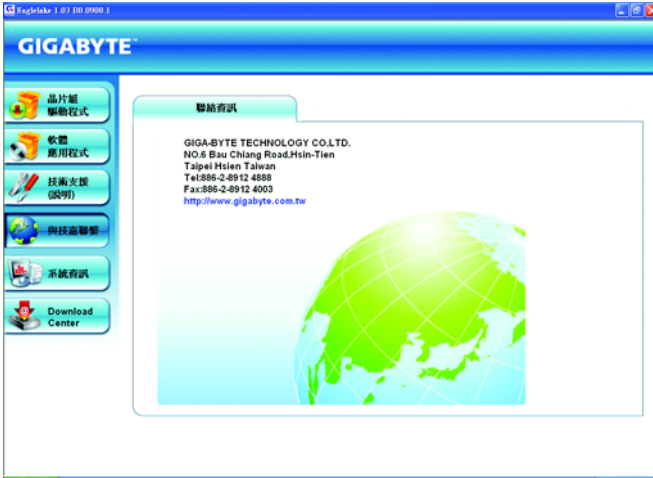 Eaglelake 1.03 B8.0908.1
GIGABYTE™
晶片組
驅動程式
軟體
應用程式
技術支援
(說明)
與技嘉聯繫
系統資訊
Download
Center
聯絡資訊
GIGA-BYTE TECHNOLOGY CO,LTD.
NO.6 Bau Chiang Road,Hsin-Tien
Taipei Hsien Taiwan
Tel:886-2-8912 4888
Fax:886-2-8912 4003
http://www.gigabyte.com.tw